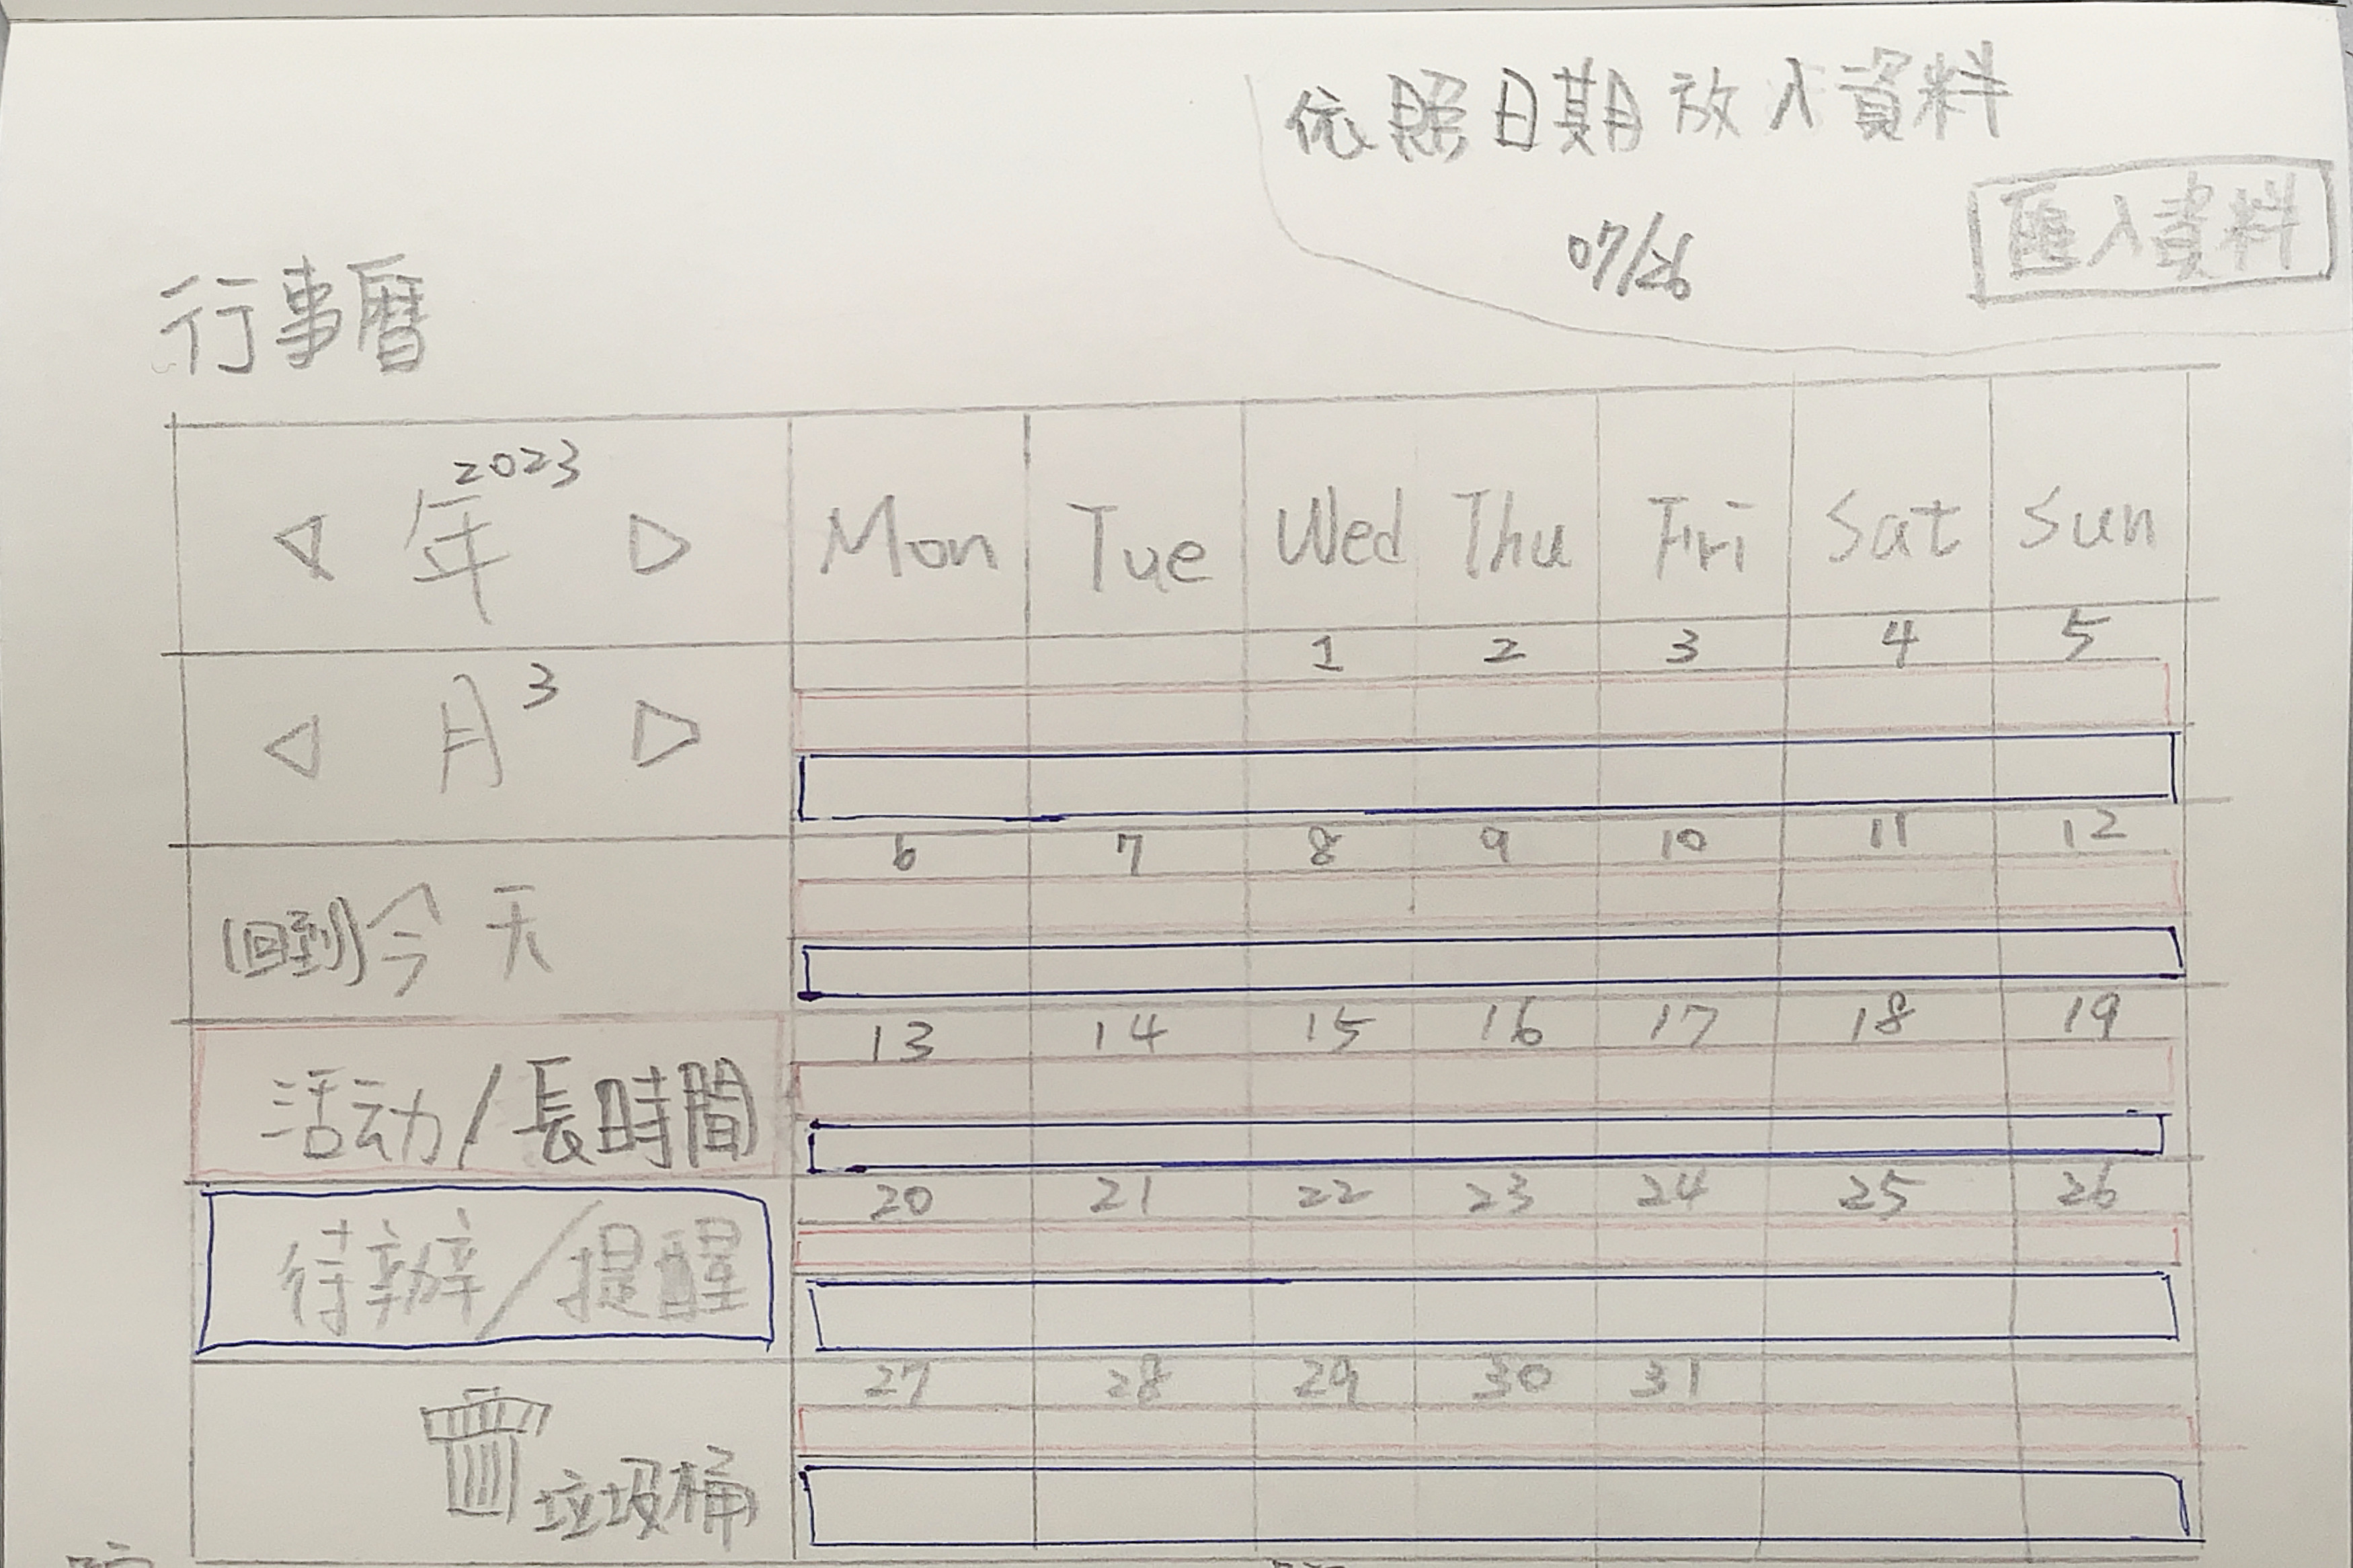 依照日期放入資料
07/26
匯入資料
行事曆
2023
年
Mon Tue Wed Thu Fri Sat Sun
1 2 3 4 5
月 3
6 7 8 9 10 11 12
(回到)今天
13 14 15 16 17 18 19
活动/長時間
20 21 22 23 24 25 26
待辦/提醒
27 28 29 30 31
垃圾桶